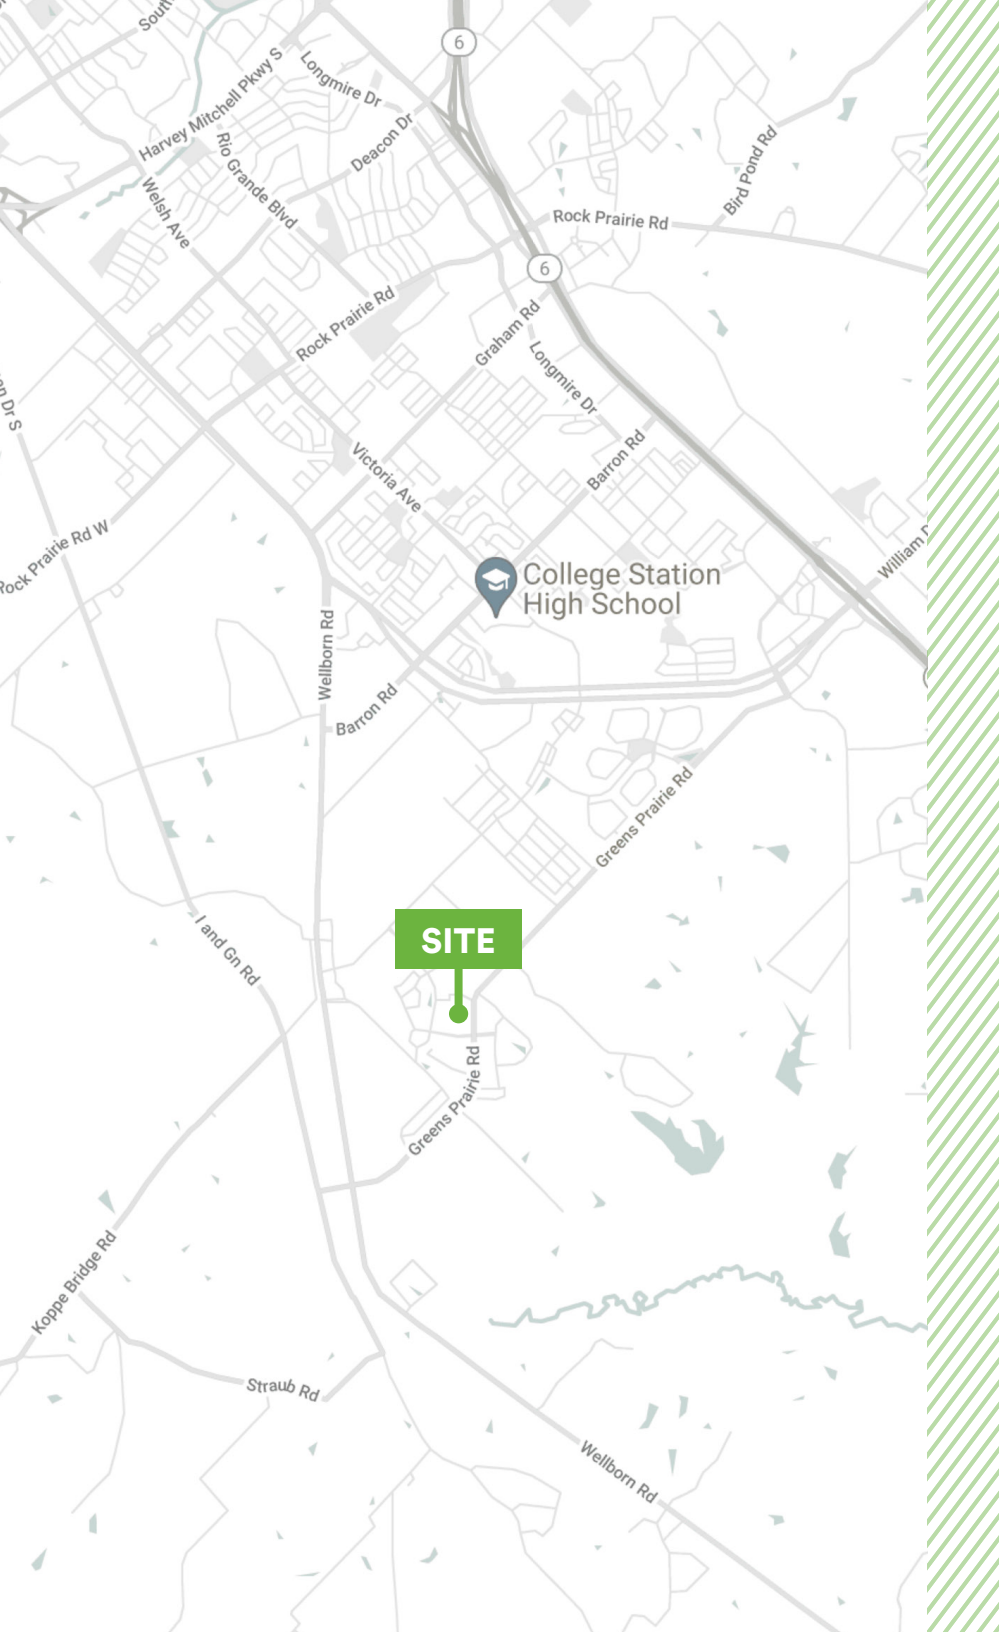 6
Longmire Dr
Harvey Mitchell Pkwy S
Deacon Dr
Rio Grande Blvd
Bird Pond Rd
Welsh Ave
Rock Prairie Rd
6
Rock Prairie Rd
Graham Rd
Longmire Dr
Dr S
Victoria Ave
Barron Rd
Rock Prairie Rd W
William
College Station
High School
Wellborn Rd
Barron Rd
Greens Prairie Rd
SITE
I and Gn Rd
Greens Prairie Rd
Koppe Bridge Rd
Straub Rd
Wellborn Rd